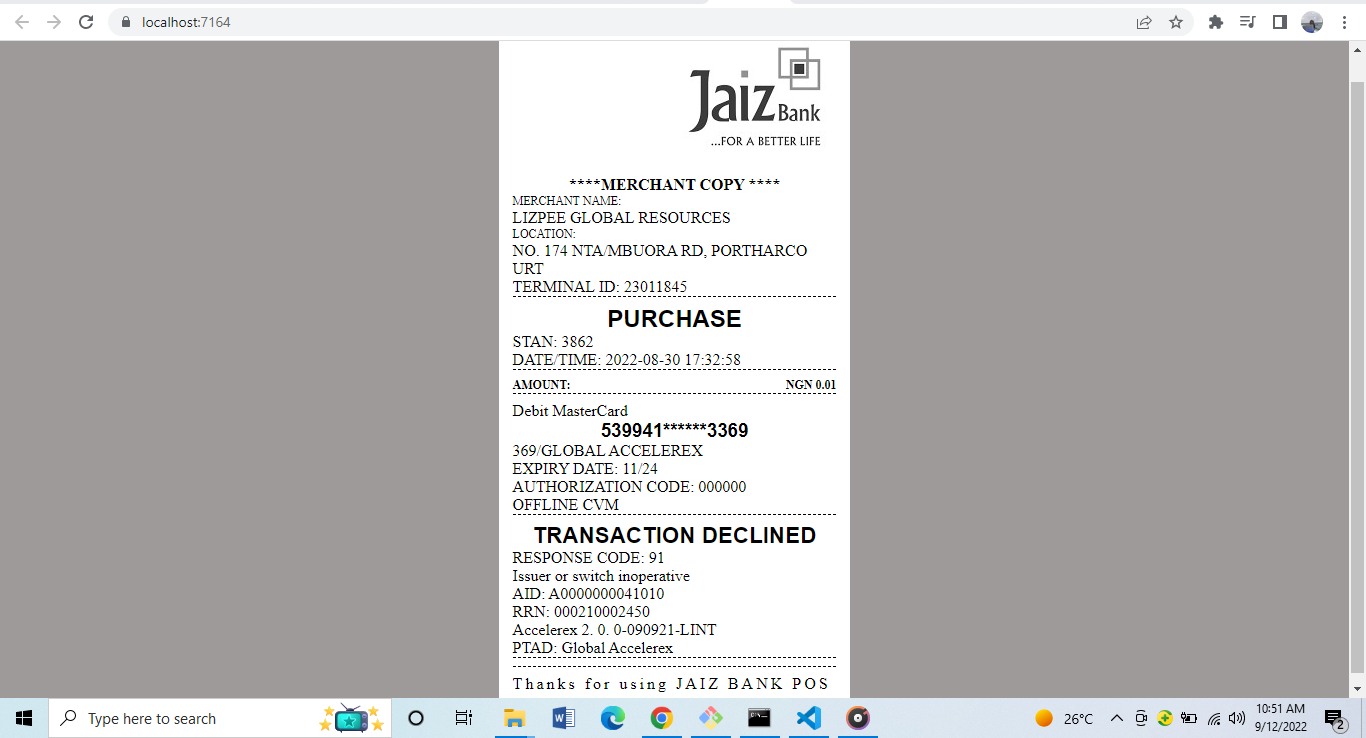 localhost:7164
Jaiz Bank
...FOR A BETTER LIFE
****MERCHANT COPY ****
MERCHANT NAME:
LIZPEE GLOBAL RESOURCES
LOCATION:
NO. 174 NTA/MBUORA RD, PORTHARCO
URT
TERMINAL ID: 23011845
PURCHASE
STAN: 3862
DATE/TIME: 2022-08-30 17:32:58
AMOUNT: NGN 0.01
Debit MasterCard
539941******3369
369/GLOBAL ACCELEREX
EXPIRY DATE: 11/24
AUTHORIZATION CODE: 000000
OFFLINE CVM
TRANSACTION DECLINED
RESPONSE CODE: 91
Issuer or switch inoperative
AID: A0000000041010
RRN: 000210002450
Accelerex 2. 0. 0-090921-LINT
PTAD: Global Accelerex
Thanks for using JAIZ BANK POS
Type here to search
26°C
10:51 AM
9/12/2022
2